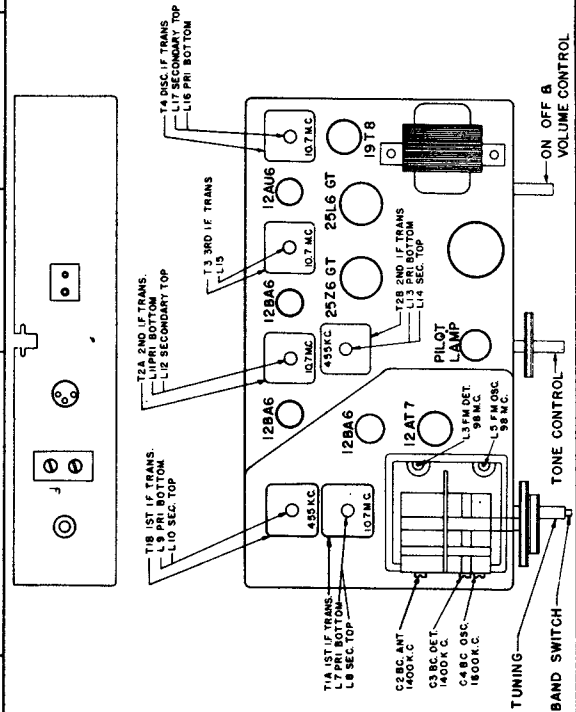 T4 DISC. IF TRANS
L17 SECONDARY TOP
L16 PRI BOTTOM
T3 3RD IF TRANS
L15
T2A 2ND IF TRANS.
L11 PRI BOTTOM
L12 SECONDARY TOP
T1B 1ST IF TRANS.
L9 PRI BOTTOM
L10 SEC. TOP
T1A 1ST IF TRANS.
L7 PRI BOTTOM
L8 SEC. TOP
F
10.7 M.C.
19T8
12AU6
10.7 M.C.
25L6 GT
12BA6
25Z6 GT
10.7MC.
455KC.
T2B 2ND IF TRANS
L13 PRI BOTTOM
L14 SEC. TOP
12BA6
PILOT
LAMP
12BA6
12AT7
455 K.C.
10.7MC.
L3 FM DET.
98 M.C.
L5 FM OSC.
98 M.C.
C2 BC. ANT
1400 K.C
C3 BC. DET.
1400 K.C.
C4 BC OSC.
1600 K.C.
ON OFF &
VOLUME CONTROL
TONE CONTROL
TUNING
BAND SWITCH